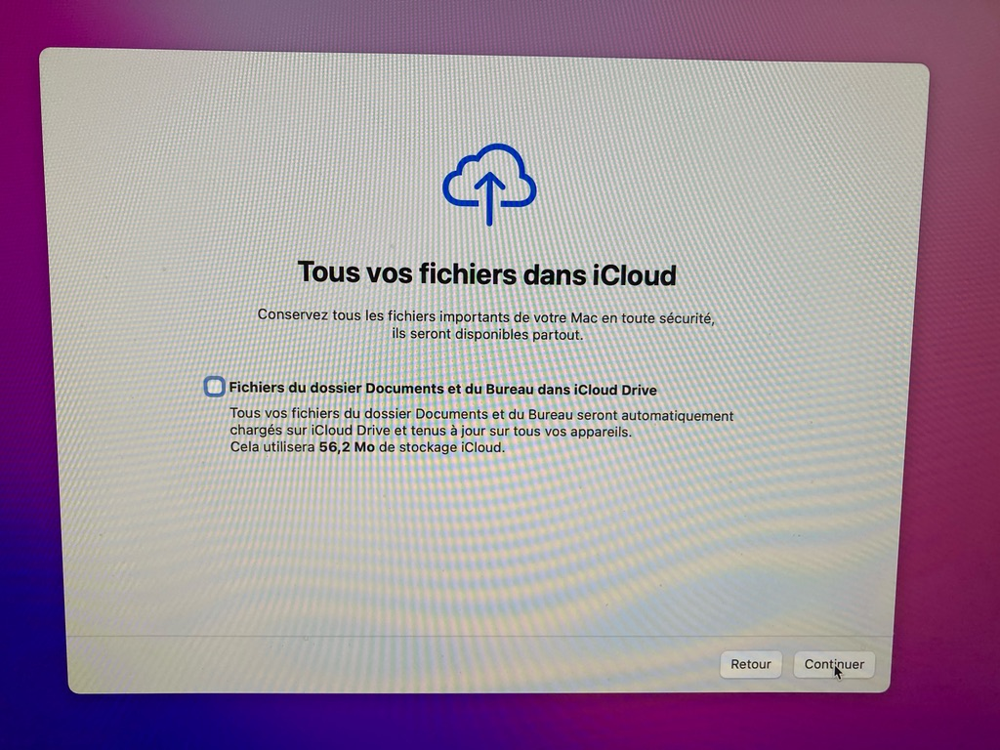 Tous vos fichiers dans iCloud
Conservez tous les fichiers importants de votre Mac en toute sécurité,
ils seront disponibles partout.
Fichiers du dossier Documents et du Bureau dans iCloud Drive
Tous vos fichiers du dossier Documents et du Bureau seront automatiquement
chargés sur iCloud Drive et tenus à jour sur tous vos appareils.
Cela utilisera 56,2 Mo de stockage iCloud.
Retour
Continuer